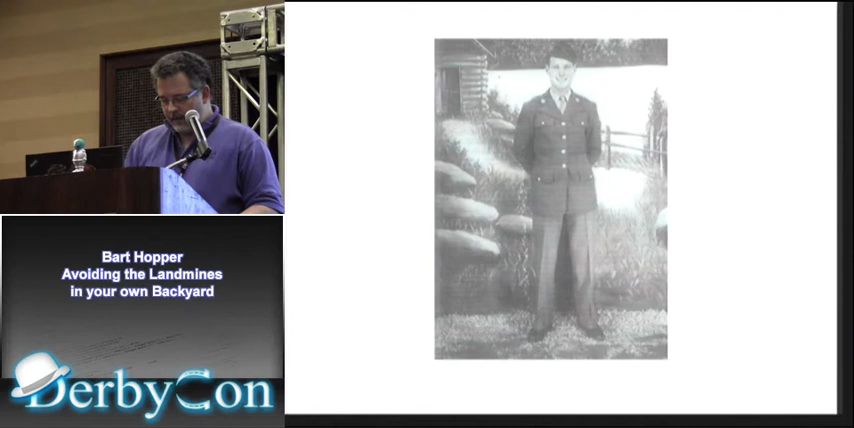 Bart Hopper
Avoiding the Landmines
in your own Backyard
DerbyCon